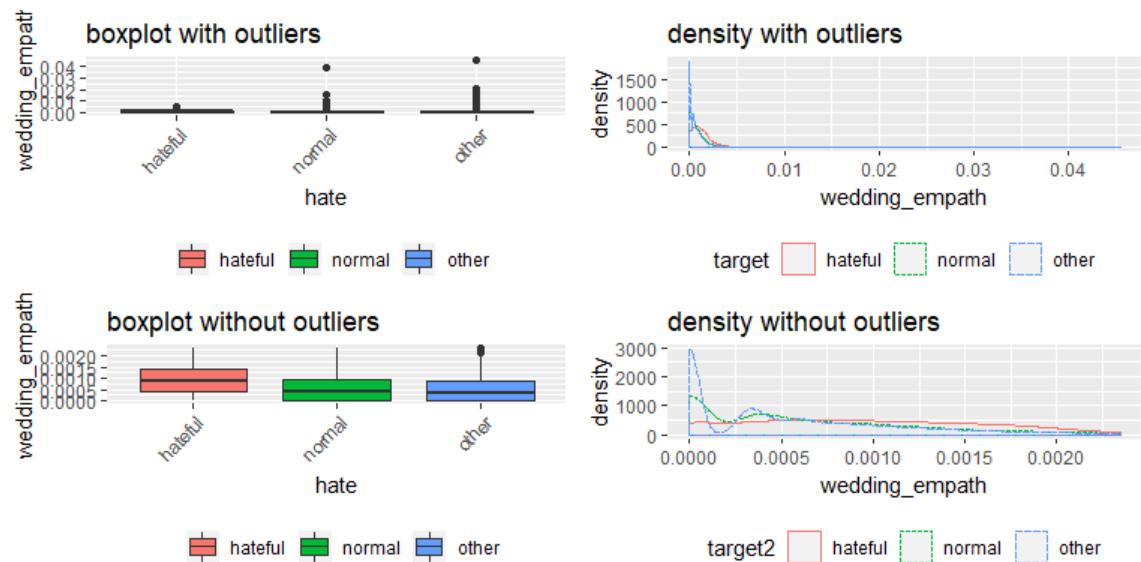 boxplot with outliers
wedding_empath
0.04
0.03
0.02
0.01
0.00
hateful
normal
other
hate
hateful normal other
density with outliers
density
1500
1000
500
0
0.00 0.01 0.02 0.03 0.04
wedding_empath
target hateful normal other
boxplot without outliers
wedding_empath
0.0020
0.0015
0.0010
0.0005
0.0000
hateful
normal
other
hate
hateful normal other
density without outliers
density
3000
2000
1000
0
0.0000 0.0005 0.0010 0.0015 0.0020
wedding_empath
target2 hateful normal other